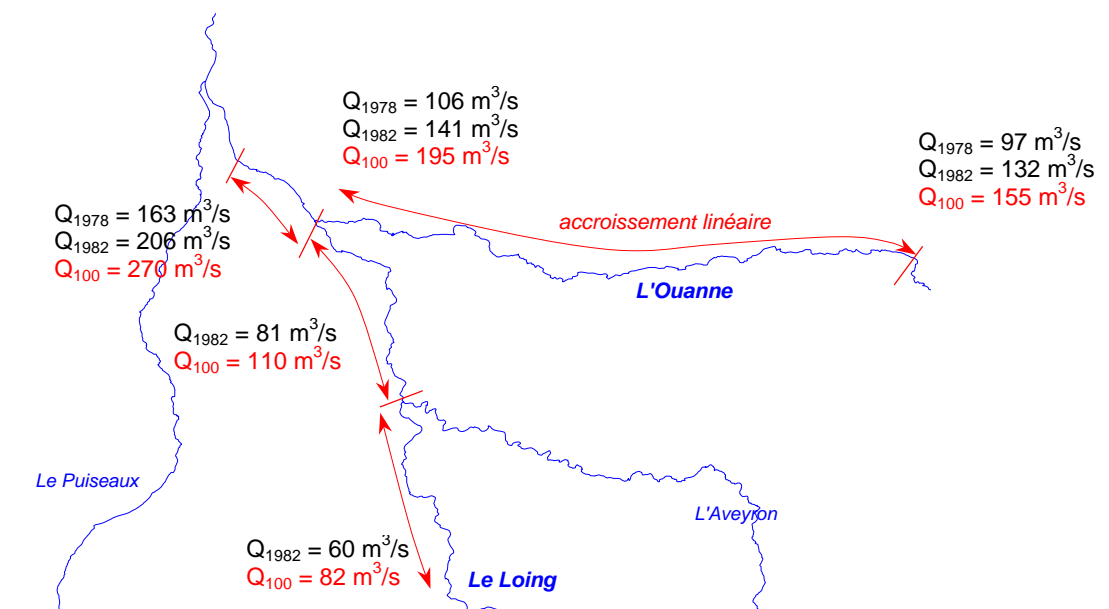 Q₁₉₇₈ = 106 m³/s
Q₁₉₈₂ = 141 m³/s
Q₁₀₀ = 195 m³/s
Q₁₉₇₈ = 97 m³/s
Q₁₉₈₂ = 132 m³/s
Q₁₀₀ = 155 m³/s
Q₁₉₇₈ = 163 m³/s
Q₁₉₈₂ = 206 m³/s
Q₁₀₀ = 270 m³/s
accroissement linéaire
L'Ouanne
Q₁₉₈₂ = 81 m³/s
Q₁₀₀ = 110 m³/s
Le Puiseaux
L'Aveyron
Q₁₉₈₂ = 60 m³/s
Q₁₀₀ = 82 m³/s
Le Loing